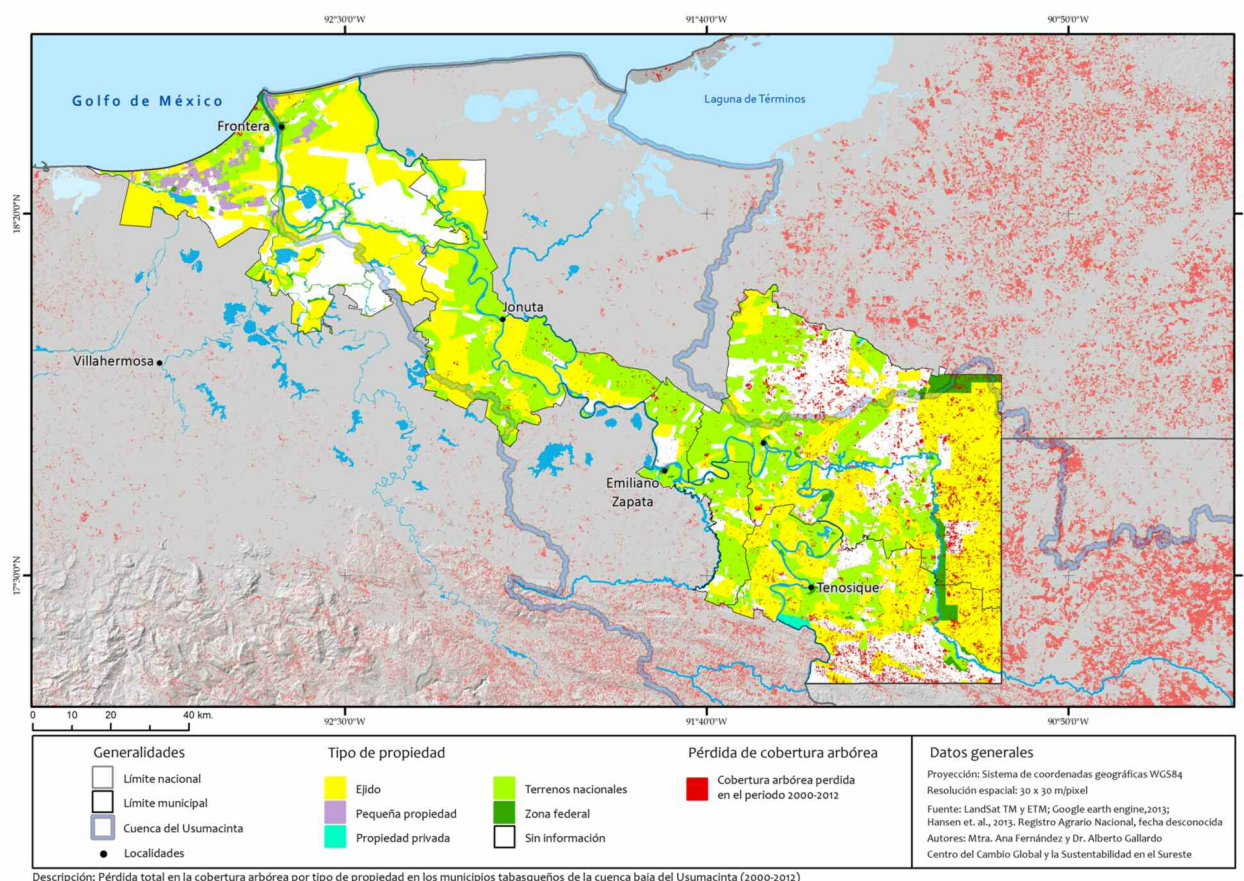 92°30'0"W
91°40'0"W
90°50'0"W
Golfo de México
Laguna de Términos
Frontera
18°20'0"N
Jonuta
Villahermosa
Emiliano
Zapata
17°30'0"N
Tenosique
0 10 20 40 km.
92°30'0"W
91°40'0"W
90°50'0"W
Generalidades
Límite nacional
Límite municipal
Cuenca del Usumacinta
Localidades
Tipo de propiedad
Ejido
Pequeña propiedad
Propiedad privada
Terrenos nacionales
Zona federal
Sin información
Pérdida de cobertura arbórea
Cobertura arbórea perdida
en el periodo 2000-2012
Datos generales
Proyección: Sistema de coordenadas geográficas WGS84
Resolución espacial: 30 x 30 m/pixel
Fuente: LandSat TM y ETM; Google earth engine,2013;
Hansen et. al., 2013. Registro Agrario Nacional, fecha desconocida
Autores: Mtra. Ana Fernández y Dr. Alberto Gallardo
Centro del Cambio Global y la Sustentabilidad en el Sureste
Descripción: Pérdida total en la cobertura arbórea por tipo de propiedad en los municipios tabasqueños de la cuenca baja del Usumacinta (2000-2012)